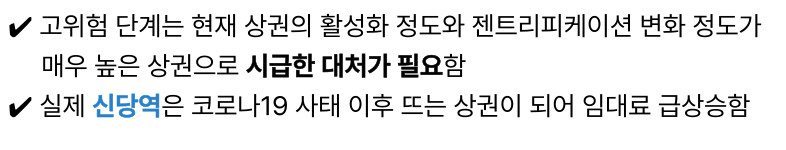 ✔ 고위험 단계는 현재 상권의 활성화 정도와 젠트리피케이션 변화 정도가
매우 높은 상권으로 시급한 대처가 필요함
✔ 실제 신당역은 코로나19 사태 이후 뜨는 상권이 되어 임대료 급상승함